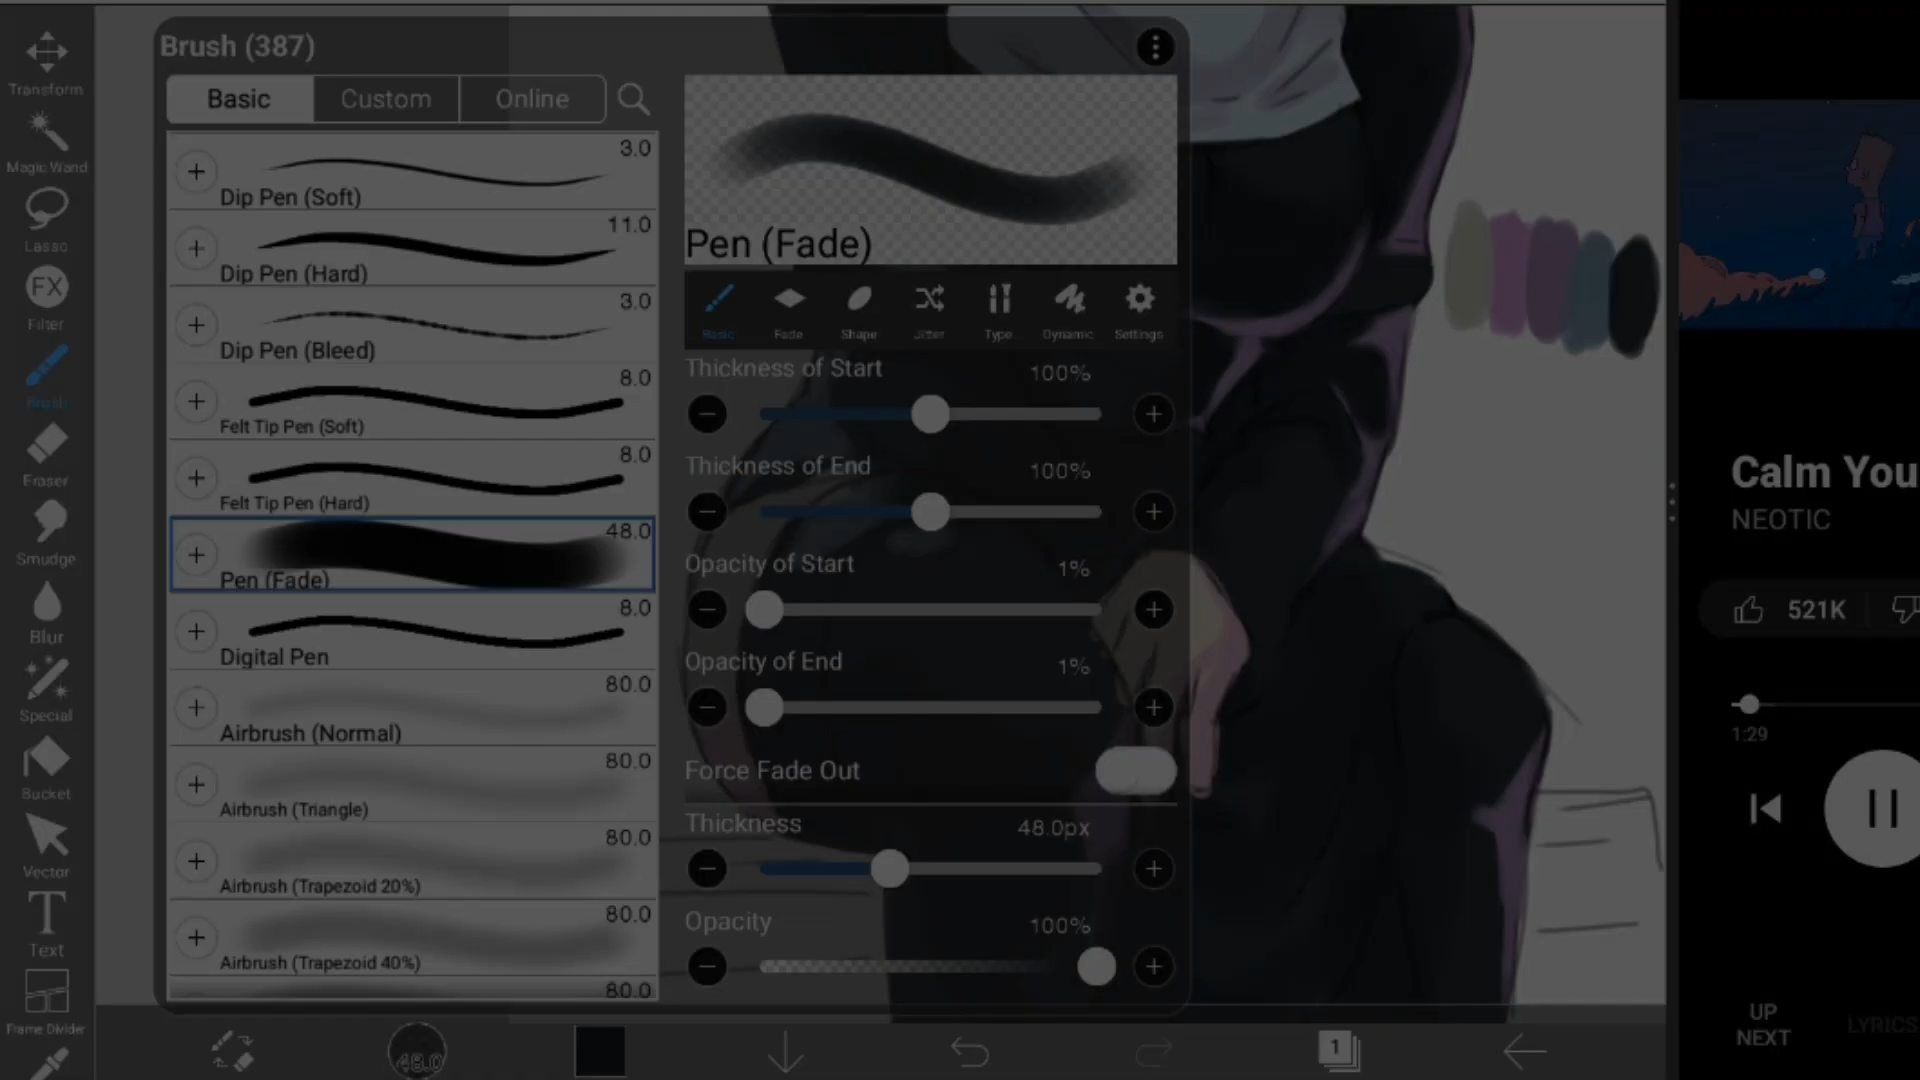 Transform
Magic Wand
Lasso
FX
Filter
Brush
Eraser
Smudge
Blur
Special
Bucket
Vector
T
Text
Frame Divider
Brush (387)
Basic
Custom
Online
3.0
Dip Pen (Soft)
11.0
Dip Pen (Hard)
3.0
Dip Pen (Bleed)
8.0
Felt Tip Pen (Soft)
8.0
Felt Tip Pen (Hard)
48.0
Pen (Fade)
8.0
Digital Pen
80.0
Airbrush (Normal)
80.0
Airbrush (Triangle)
80.0
Airbrush (Trapezoid 20%)
80.0
Airbrush (Trapezoid 40%)
80.0
Pen (Fade)
Basic
Fade
Shape
Jitter
Type
Dynamic
Settings
Thickness of Start
100%
Thickness of End
100%
Opacity of Start
1%
Opacity of End
1%
Force Fade Out
Thickness
48.0px
Opacity
100%
48.0
1
Calm You
NEOTIC
521K
1:29
UP
NEXT
LYRICS